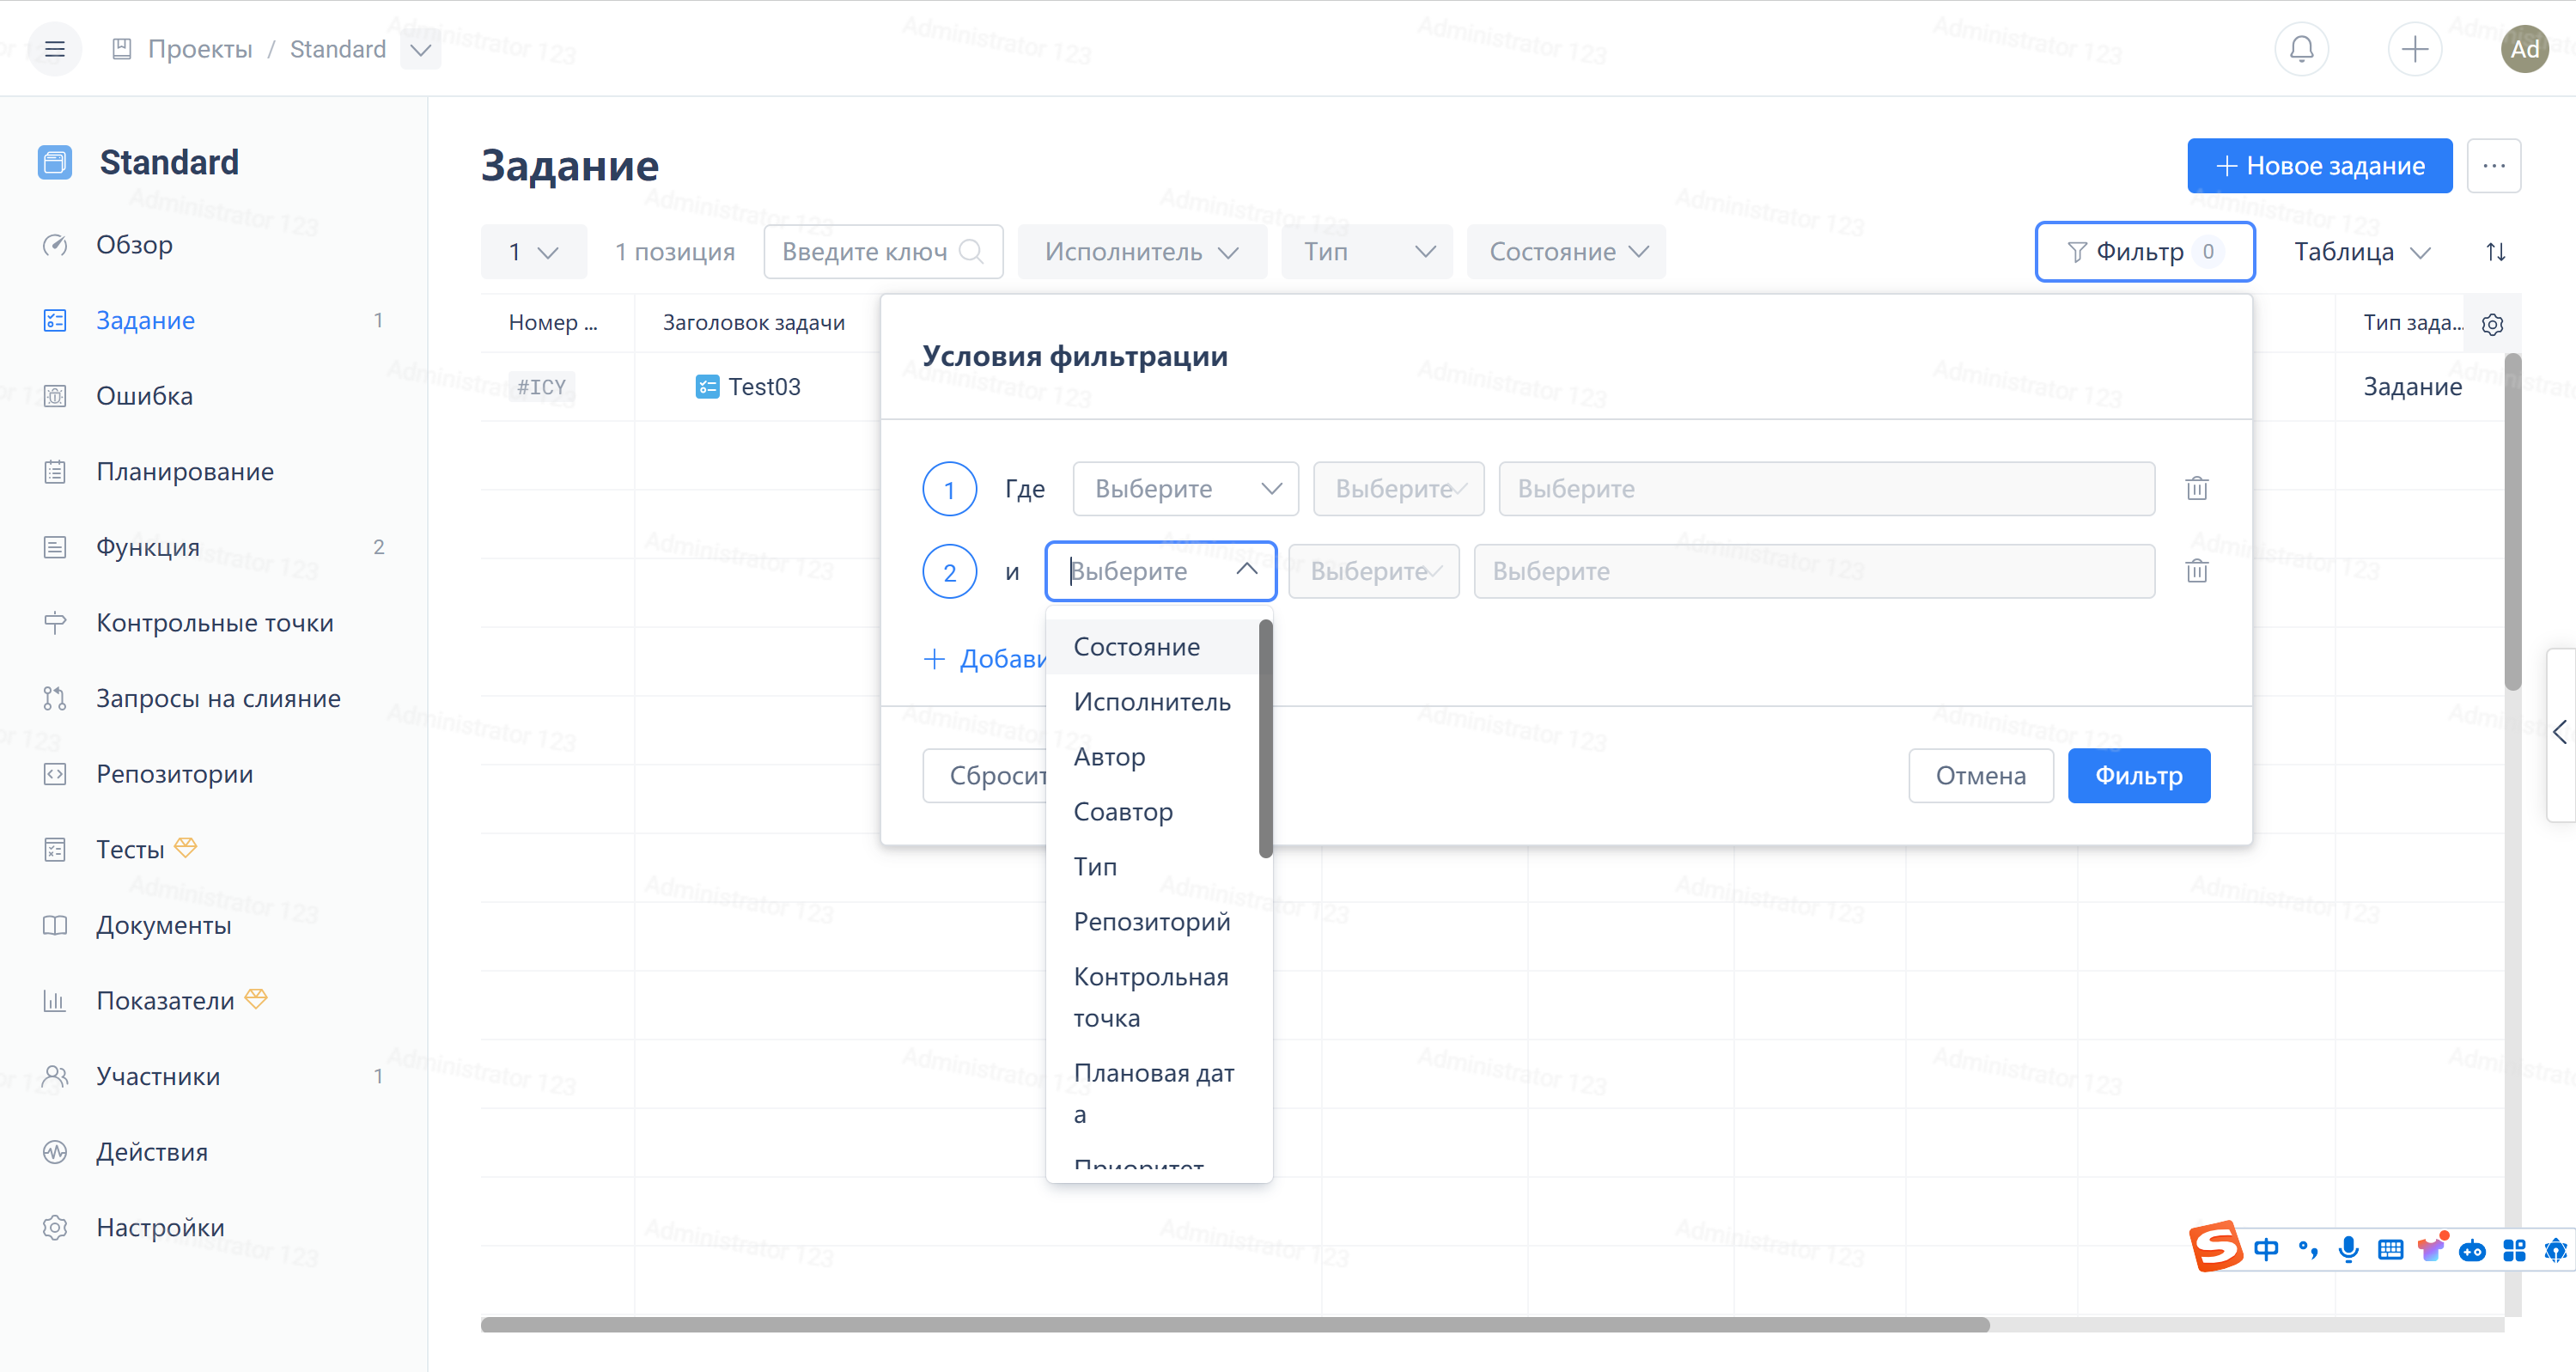 Проекты / Standard
Ad
Standard
Обзор
Задание 1
Ошибка
Планирование
Функция 2
Контрольные точки
Запросы на слияние
Репозитории
Тесты
Документы
Показатели
Участники 1
Действия
Настройки
Задание
Новое задание
1
1 позиция
Введите ключ
Исполнитель
Тип
Состояние
Фильтр 0
Таблица
Номер ...
Заголовок задачи
Тип зада...
#ICY
Test03
Задание
Условия фильтрации
1 Где Выберите Выберите Выберите
2 и Выберите Выберите Выберите
Добави
Сбросит
Отмена
Фильтр
Состояние
Исполнитель
Автор
Соавтор
Тип
Репозиторий
Контрольная
точка
Плановая дат
а
Приоритет
中
Administrator 123